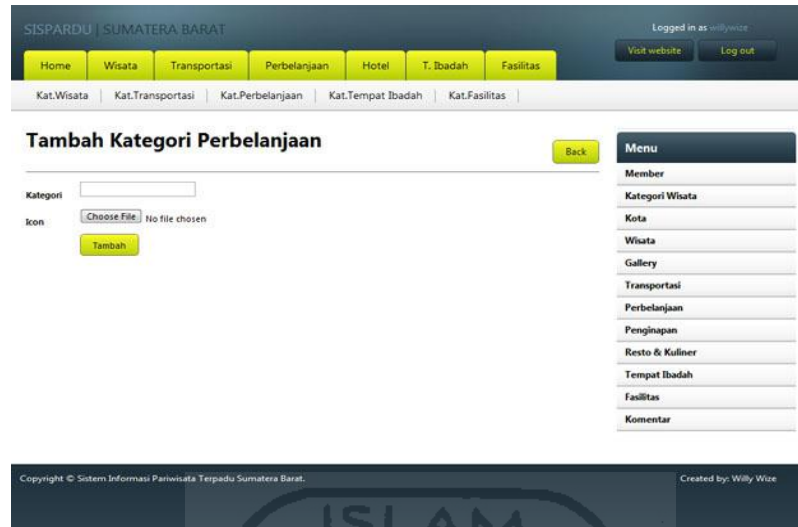 SISPARDU | SUMATERA BARAT
Logged in as willywize
Visit website Log out
Home Wisata Transportasi Perbelanjaan Hotel T. Ibadah Fasilitas
Kat.Wisata | Kat.Transportasi | Kat.Perbelanjaan | Kat.Tempat Ibadah | Kat.Fasilitas |
Tambah Kategori Perbelanjaan
Back
Kategori
Icon Choose File No file chosen
Tambah
Menu
Member
Kategori Wisata
Kota
Wisata
Gallery
Transportasi
Perbelanjaan
Penginapan
Resto & Kuliner
Tempat Ibadah
Fasilitas
Komentar
Copyright © Sistem Informasi Pariwisata Terpadu Sumatera Barat.
Created by: Willy Wize
ISLAM